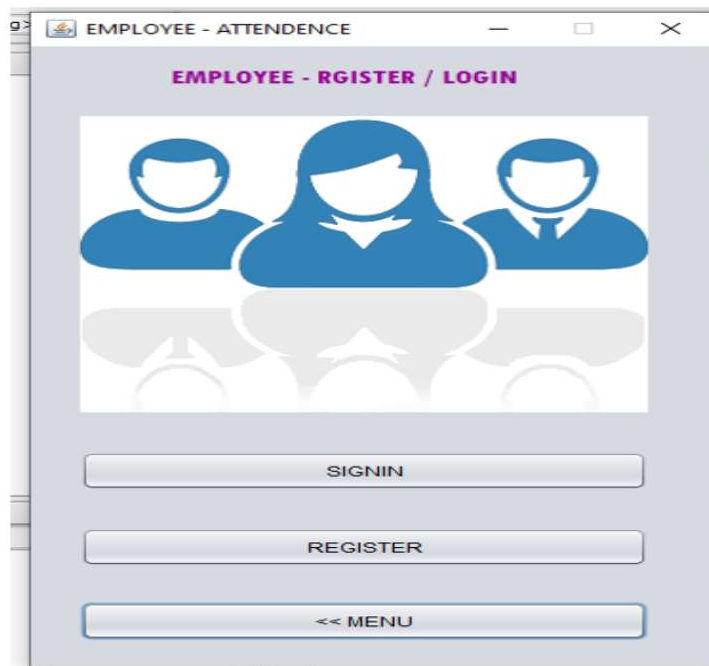 g>
EMPLOYEE - ATTENDENCE
EMPLOYEE - RGISTER / LOGIN
SIGNIN
REGISTER
<< MENU